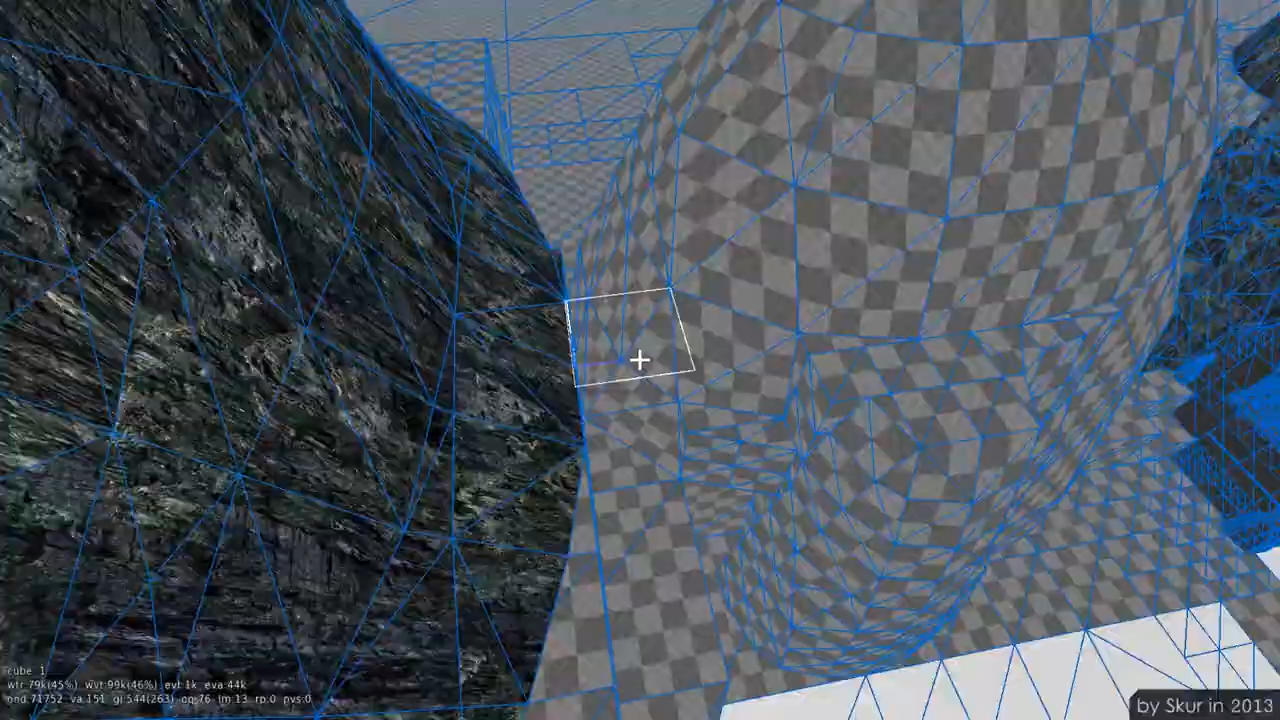 cube 1
wtr:79k(45%) wvt:99k(46%) evt:1k eva:44k
ond:71752 va:151 gl:544(263) oq:76 lm:13 rp:0 pvs:0
by Skur in 2013